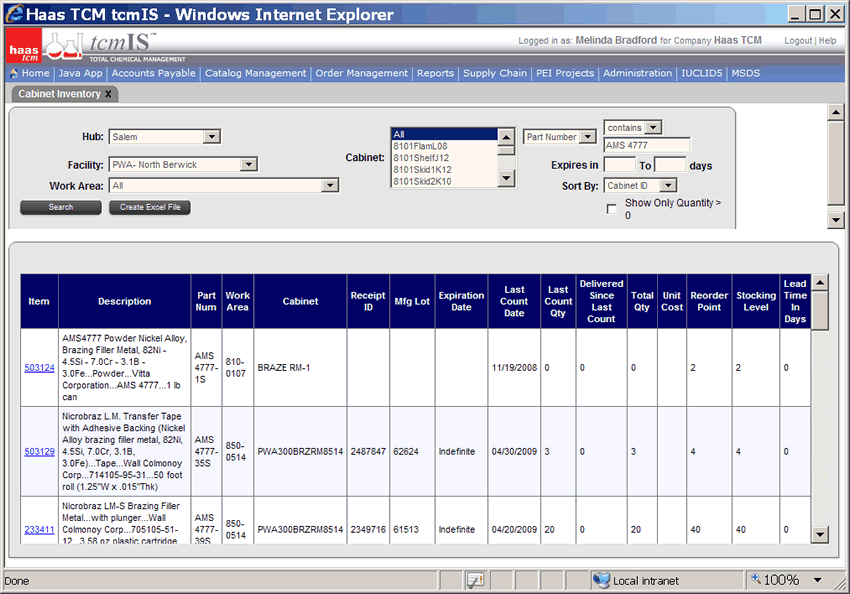 Haas TCM tcmIS - Windows Internet Explorer
haas tcm
tcmIS™
TOTAL CHEMICAL MANAGEMENT
Logged in as: Melinda Bradford for Company Haas TCM
Logout | Help
Home | Java App | Accounts Payable | Catalog Management | Order Management | Reports | Supply Chain | PEI Projects | Administration | IUCLID5 | MSDS
Cabinet Inventory x
Hub: Salem
Facility: PWA- North Berwick
Work Area: All
Search
Create Excel File
Cabinet:
All
8101FlamL08
8101ShelfJ12
8101Skid1K12
8101Skid2K10
Part Number
contains
AMS 4777
Expires in To days
Sort By: Cabinet ID
Show Only Quantity >
0
Item
Description
Part
Num
Work
Area
Cabinet
Receipt
ID
Mfg Lot
Expiration
Date
Last
Count
Date
Last
Count
Qty
Delivered
Since
Last
Count
Total
Qty
Unit
Cost
Reorder
Point
Stocking
Level
Lead
Time
In
Days
503124
AMS4777 Powder Nickel Alloy,
Brazing Filler Metal, 82Ni -
4.5Si - 7.0Cr - 3.1B -
3.0Fe...Powder...Vitta
Corporation...AMS 4777...1 lb
can
AMS
4777-
1S
810-
0107
BRAZE RM-1
11/19/2008
0
0
0
2
2
0
503129
Nicrobraz L.M. Transfer Tape
with Adhesive Backing (Nickel
Alloy brazing filler metal, 82Ni,
4.5Si, 7.0Cr, 3.1B,
3.0Fe)...Tape...Wall Colmonoy
Corp...714105-95-31...50 foot
roll (1.25"W x .015"Thk)
AMS
4777-
35S
850-
0514
PWA300BRZRM8514
2487847
62624
Indefinite
04/30/2009
3
0
3
4
4
0
233411
Nicrobraz LM-S Brazing Filler
Metal...with plunger...Wall
Colmonoy Corp...705105-51-
12...3.58 oz plastic cartridge
AMS
4777-
39S
850-
0514
PWA300BRZRM8514
2349716
61513
Indefinite
04/20/2009
20
0
20
40
40
0
Done
Local intranet
100%